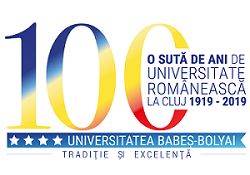 100
O SUTĂ DE ANI DE
UNIVERSITATE
ROMÂNEASCĂ
LA CLUJ 1919 - 2019
UNIVERSITATEA BABEȘ-BOLYAI
TRADIȚIE ȘI EXCELENȚĂ